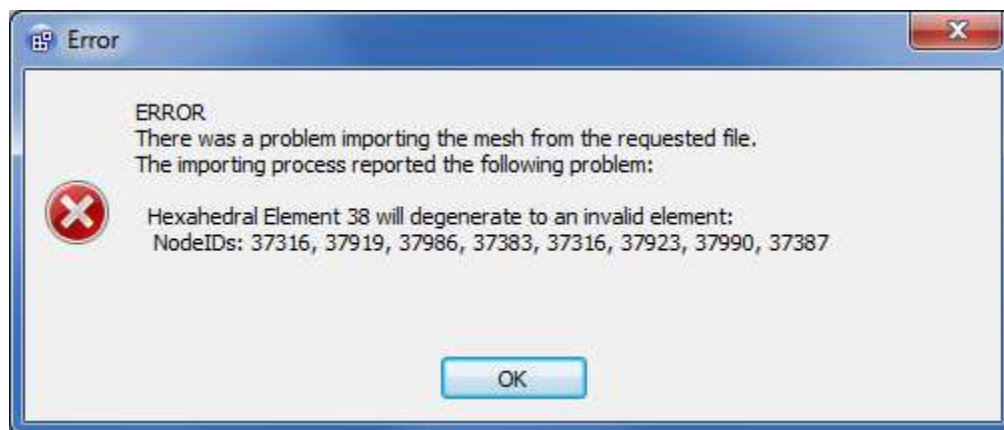 Error
ERROR
There was a problem importing the mesh from the requested file.
The importing process reported the following problem:
Hexahedral Element 38 will degenerate to an invalid element:
NodeIDs: 37316, 37919, 37986, 37383, 37316, 37923, 37990, 37387
OK